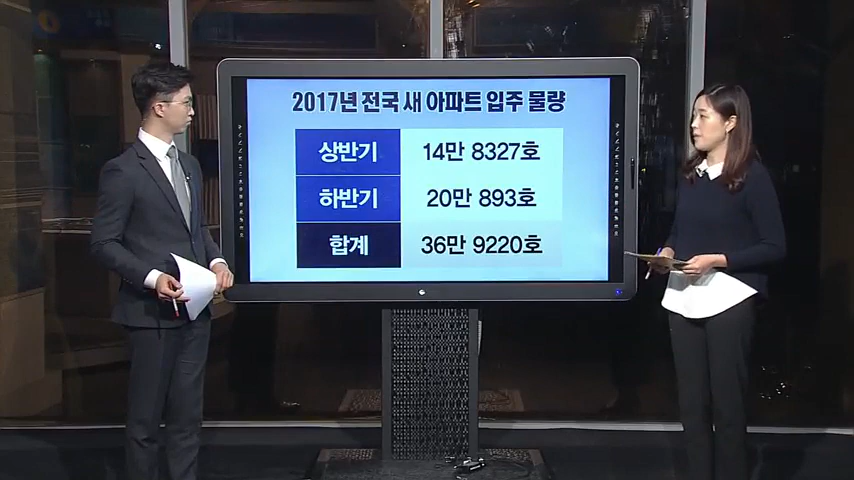 2017년 전국 새 아파트 입주 물량
상반기 14만 8327호
하반기 20만 893호
합계 36만 9220호